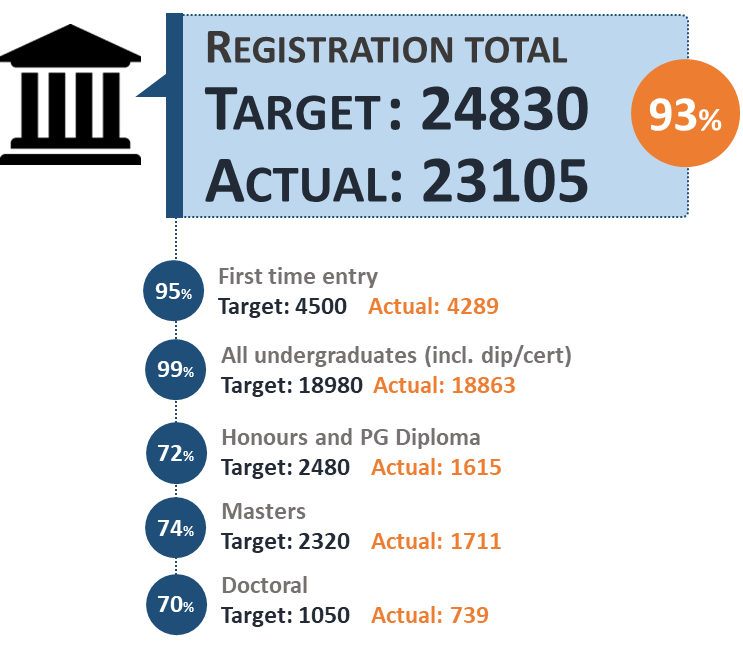 REGISTRATION TOTAL
TARGET: 24830
ACTUAL: 23105
93%
95%
First time entry
Target: 4500 Actual: 4289
99%
All undergraduates (incl. dip/cert)
Target: 18980 Actual: 18863
72%
Honours and PG Diploma
Target: 2480 Actual: 1615
74%
Masters
Target: 2320 Actual: 1711
70%
Doctoral
Target: 1050 Actual: 739